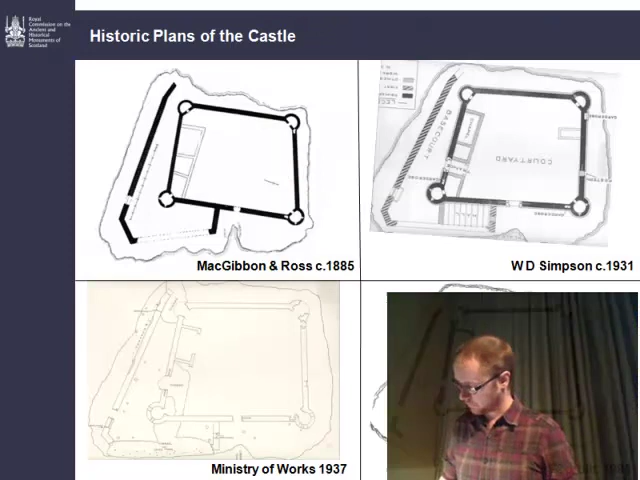 Royal
Commission on the
Ancient and
Historical
Monuments of
Scotland
Historic Plans of the Castle
BASECOURT
COURTYARD
MacGibbon & Ross c.1885
W D Simpson c.1931
Ministry of Works 1937